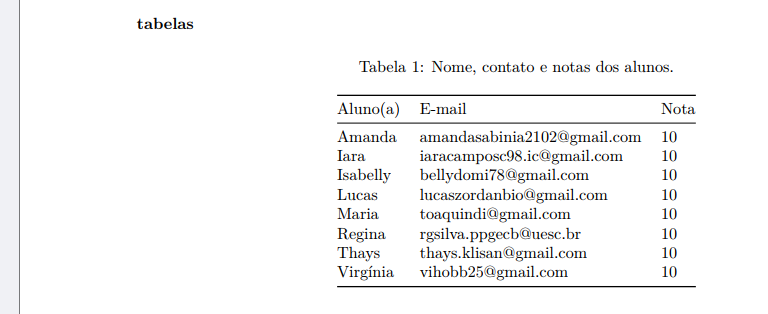 tabelas
Tabela 1: Nome, contato e notas dos alunos.
Aluno(a) E-mail Nota
Amanda amandasabinia2102@gmail.com 10
Iara iaracamposc98.ic@gmail.com 10
Isabelly bellydomi78@gmail.com 10
Lucas lucaszordanbio@gmail.com 10
Maria toaquindi@gmail.com 10
Regina rgsilva.ppgecb@uesc.br 10
Thays thays.klisan@gmail.com 10
Virgínia vihobb25@gmail.com 10